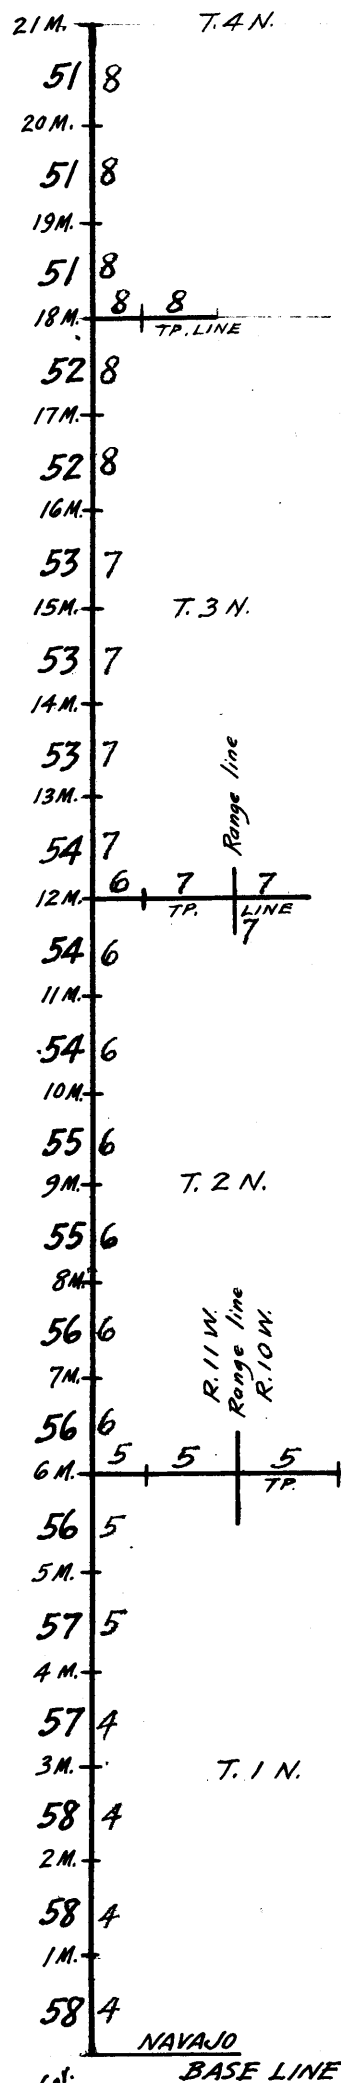 21 M. T. 4 N.
51 8
20 M.
51 8
19 M.
51 8
8 8
18 M. TP. LINE
52 8
17 M.
52 8
16 M.
53 7
15 M. T. 3 N.
53 7
14 M.
53 7
13 M.
Range line
54 7
6 7 7
12 M. TP. LINE
7
54 6
11 M.
54 6
10 M.
55 6
9 M. T. 2 N.
55 6
8 M.
R. 11 W.
Range line
R. 10 W.
56 6
7 M.
56 6
5 5 5
6 M. TP.
56 5
5 M.
57 5
4 M.
57 4
3 M. T. 1 N.
58 4
2 M.
58 4
1 M.
58 4
NAVAJO
BASE LINE